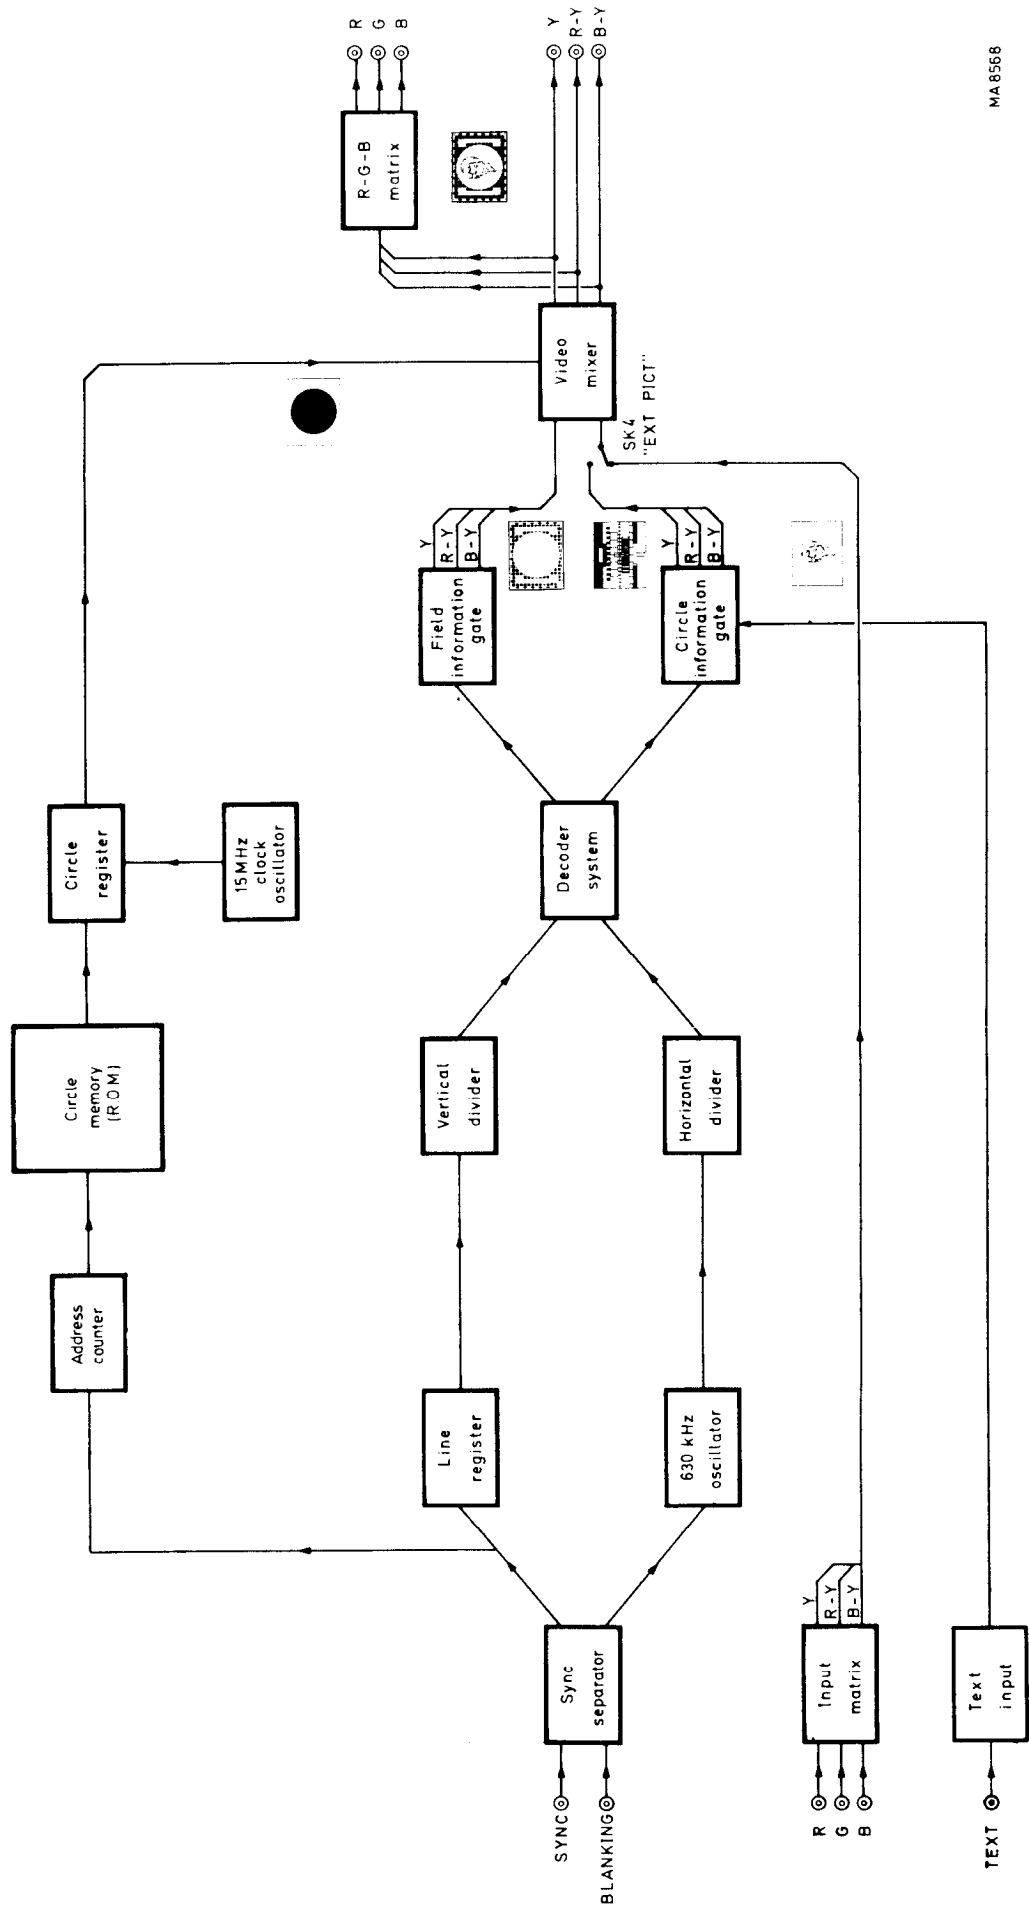 SYNC
BLANKING
R
G
B
TEXT
Sync
separator
Input
matrix
Text
input
Y
R-Y
B-Y
Address
counter
Line
register
630 kHz
oscillator
Circle
memory
(ROM)
Vertical
divider
Horizontal
divider
Circle
register
15MHz
clock
oscillator
Decoder
system
Field
information
gate
Circle
information
gate
Y
R-Y
B-Y
Y
R-Y
B-Y
SK4
"EXT PICT"
Video
mixer
R-G-B
matrix
R
G
B
Y
R-Y
B-Y
MA8568